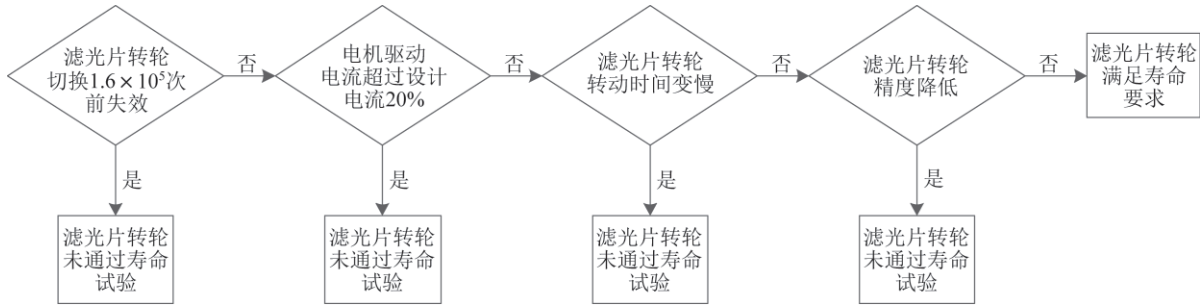 滤光片转轮
切换1.6×10⁵次
前失效
否
电机驱动
电流超过设计
电流20%
否
滤光片转轮
转动时间变慢
否
滤光片转轮
精度降低
否
滤光片转轮
满足寿命
要求
是
是
是
是
滤光片转轮
未通过寿命
试验
滤光片转轮
未通过寿命
试验
滤光片转轮
未通过寿命
试验
滤光片转轮
未通过寿命
试验